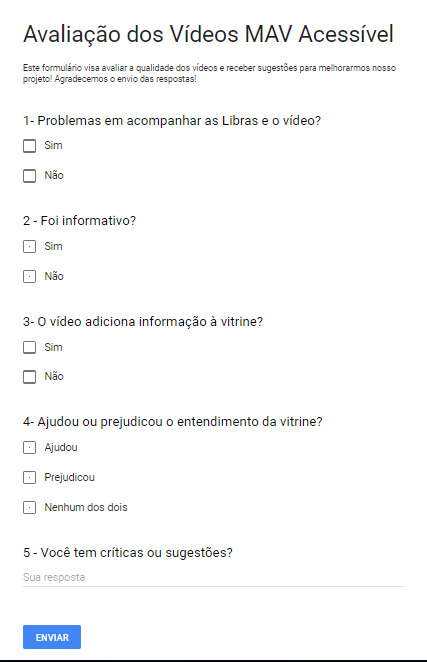 Avaliação dos Vídeos MAV Acessível
Este formulário visa avaliar a qualidade dos vídeos e receber sugestões para melhorarmos nosso
projeto! Agradecemos o envio das respostas!
1- Problemas em acompanhar as Libras e o vídeo?
Sim
Não
2 - Foi informativo?
Sim
Não
3- O vídeo adiciona informação à vitrine?
Sim
Não
4- Ajudou ou prejudicou o entendimento da vitrine?
Ajudou
Prejudicou
Nenhum dos dois
5 - Você tem críticas ou sugestões?
Sua resposta
ENVIAR